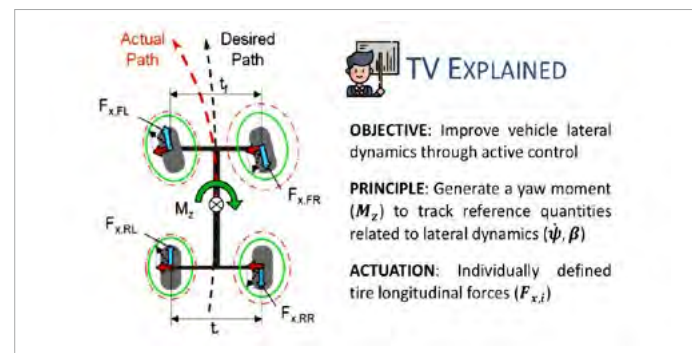 Actual
Path
Desired
Path
t_f
F_x,FL
F_x,FR
M_z
F_x,RL
F_x,RR
t_r
TV EXPLAINED
OBJECTIVE: Improve vehicle lateral
dynamics through active control
PRINCIPLE: Generate a yaw moment
(M_z) to track reference quantities
related to lateral dynamics (ψ̇, β)
ACTUATION: Individually defined
tire longitudinal forces (F_x,i)